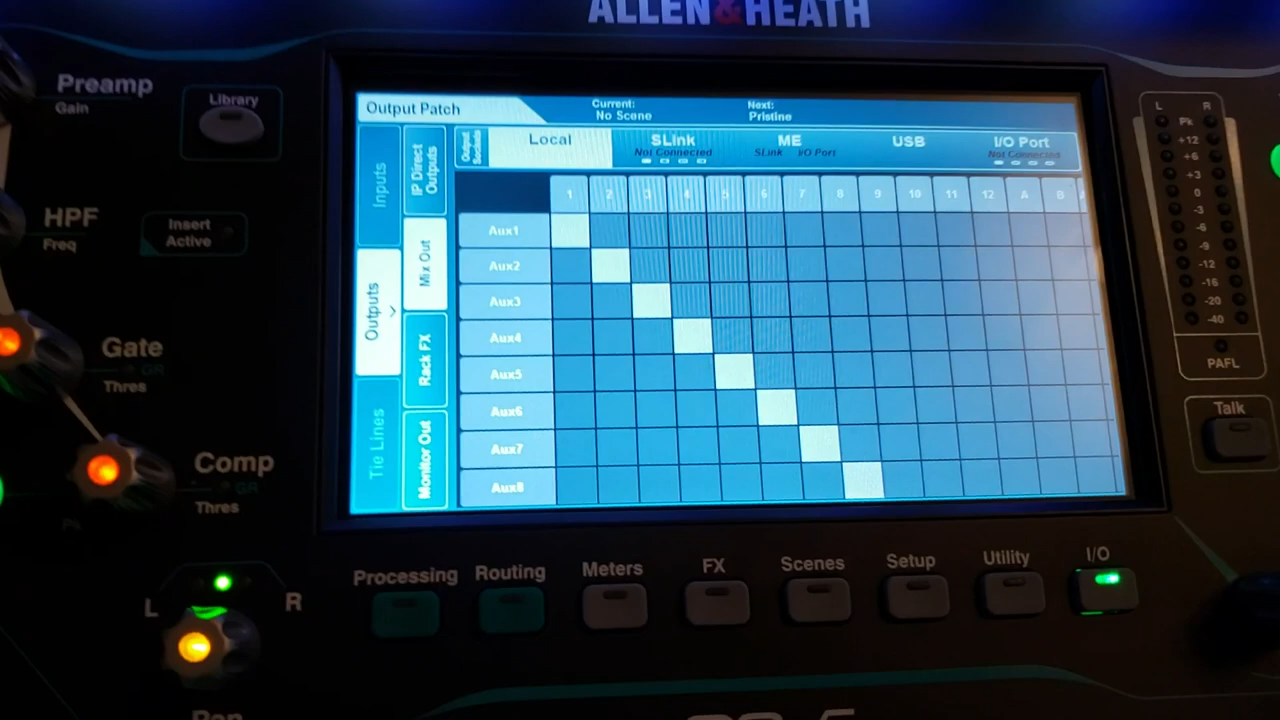 ALLEN&HEATH
Preamp
Gain
Library
HPF
Freq
Insert
Active
Gate
GR
Thres
Comp
GR
Thres
L
R
Output Patch
Current:
No Scene
Next:
Pristine
Inputs
Outputs
Tie Lines
IP Direct
Outputs
Mix Out
Rack FX
Monitor Out
Output
Local
SLink
Not Connected
ME
SLink I/O Port
USB
I/O Port
Not Connected
1 2 3 4 5 6 7 8 9 10 11 12 A B A
Aux1
Aux2
Aux3
Aux4
Aux5
Aux6
Aux7
Aux8
Processing
Routing
Meters
FX
Scenes
Setup
Utility
I/O
L R
Pk
+12
+6
+3
0
-3
-6
-9
-12
-16
-20
-40
PAFL
Talk